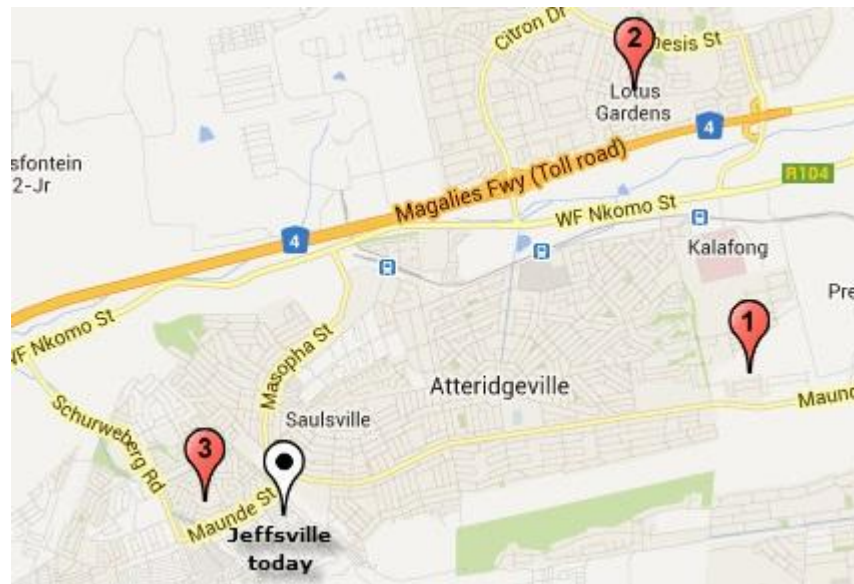 Citron Dr
2
nesis St
Lotus
Gardens
4
sfontein
2-Jr
Magalies Fwy (Toll road)
R104
WF Nkomo St
4
Kalafong
Pre
1
WF Nkomo St
Masopha St
Atteridgeville
Maund
Schurweberg Rd
Saulsville
3
Maunde St
Jeffsville
today